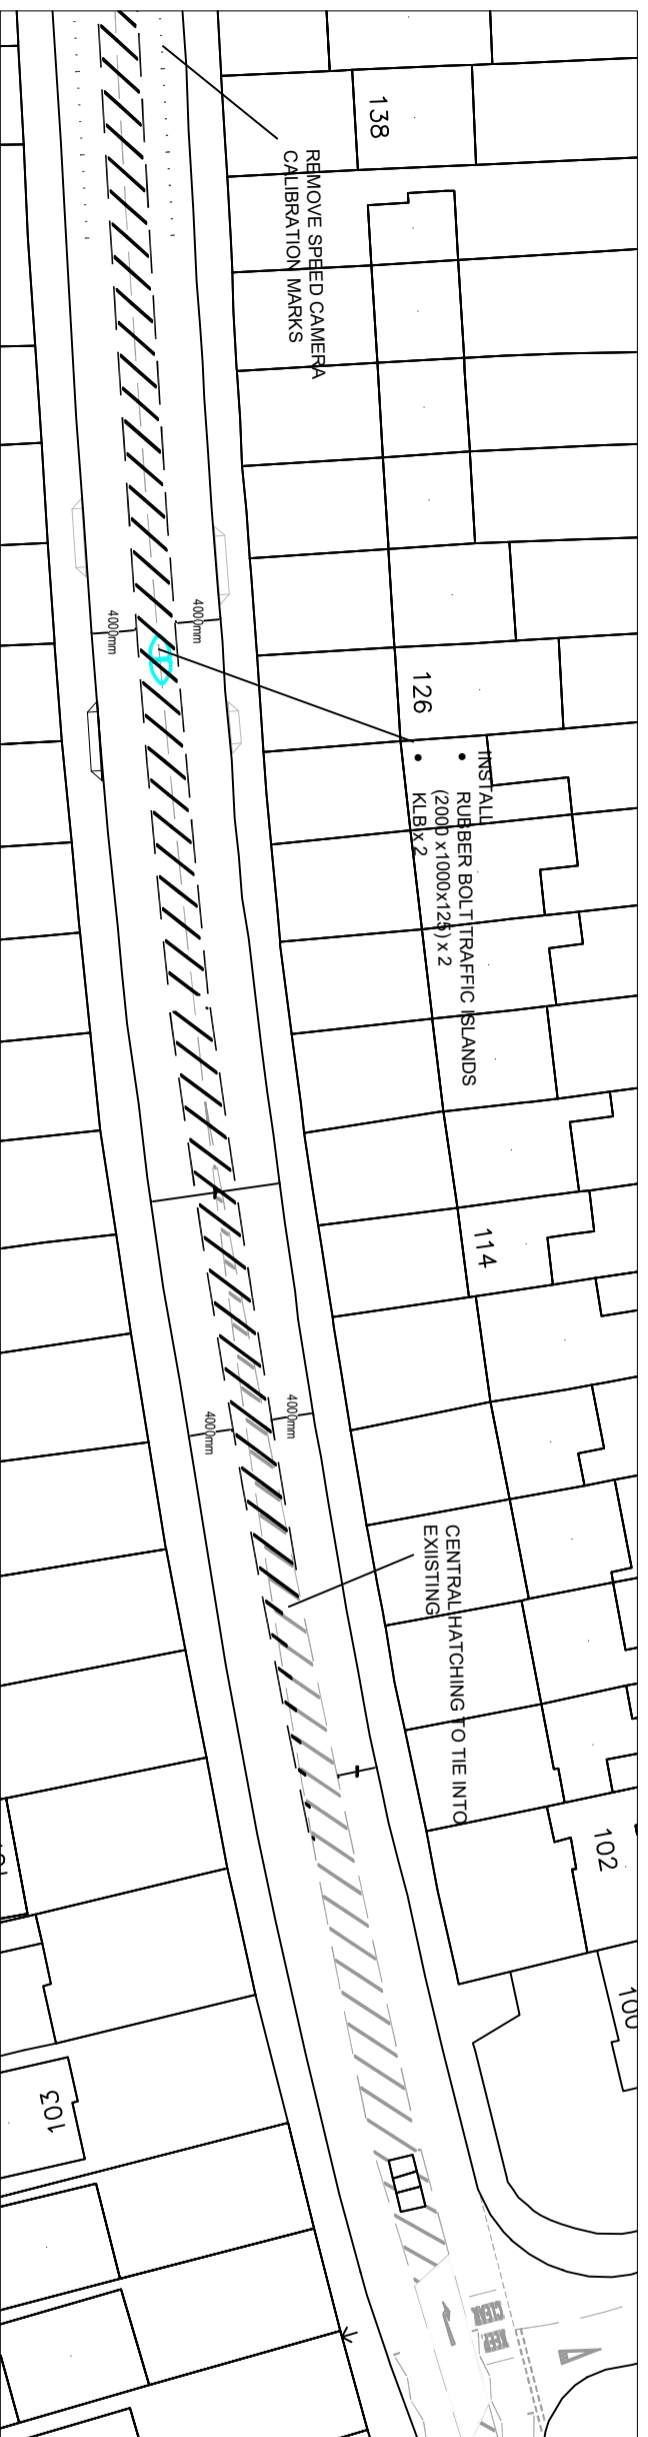 138
REMOVE SPEED CAMERA
CALIBRATION MARKS
4000mm
4000mm
126
INSTALL
• RUBBER BOLT TRAFFIC ISLANDS
(2000 x1000x125) x 2
• KLB x 2
114
4000mm
4000mm
CENTRAL HATCHING TO TIE INTO
EXIISTING
102
100
103